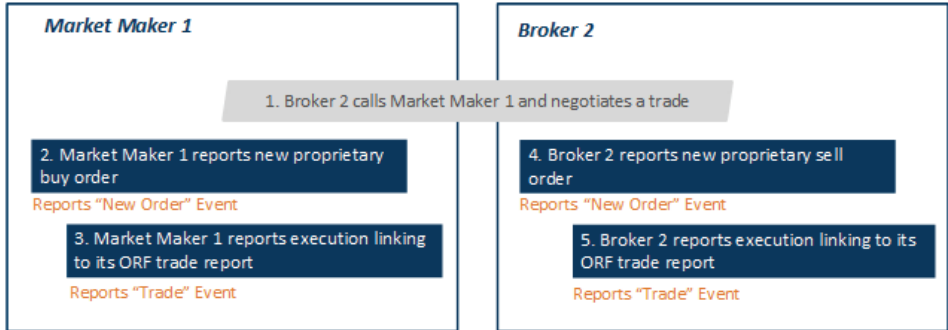 Market Maker 1
Broker 2
1. Broker 2 calls Market Maker 1 and negotiates a trade
2. Market Maker 1 reports new proprietary
buy order
Reports “New Order” Event
3. Market Maker 1 reports execution linking
to its ORF trade report
Reports “Trade” Event
4. Broker 2 reports new proprietary sell
order
Reports “New Order” Event
5. Broker 2 reports execution linking to its
ORF trade report
Reports “Trade” Event